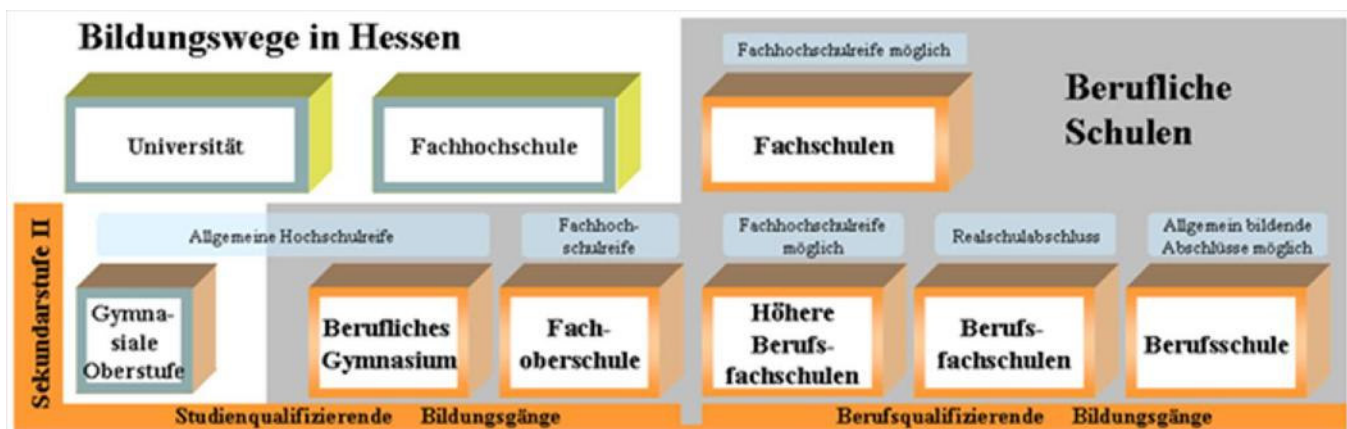 Bildungswege in Hessen
Fachhochschulreife möglich
Berufliche
Schulen
Universität
Fachhochschule
Fachschulen
Sekundarstufe II
Allgemeine Hochschulreife
Fachhoch-
schulreife
Fachhochschulreife
möglich
Realschulabschluss
Allgemein bildende
Abschlüsse möglich
Gymna-
siale
Oberstufe
Berufliches
Gymnasium
Fach-
oberschule
Höhere
Berufs-
fachschulen
Berufs-
fachschulen
Berufsschule
Studienqualifizierende Bildungsgänge
Berufsqualifizierende Bildungsgänge